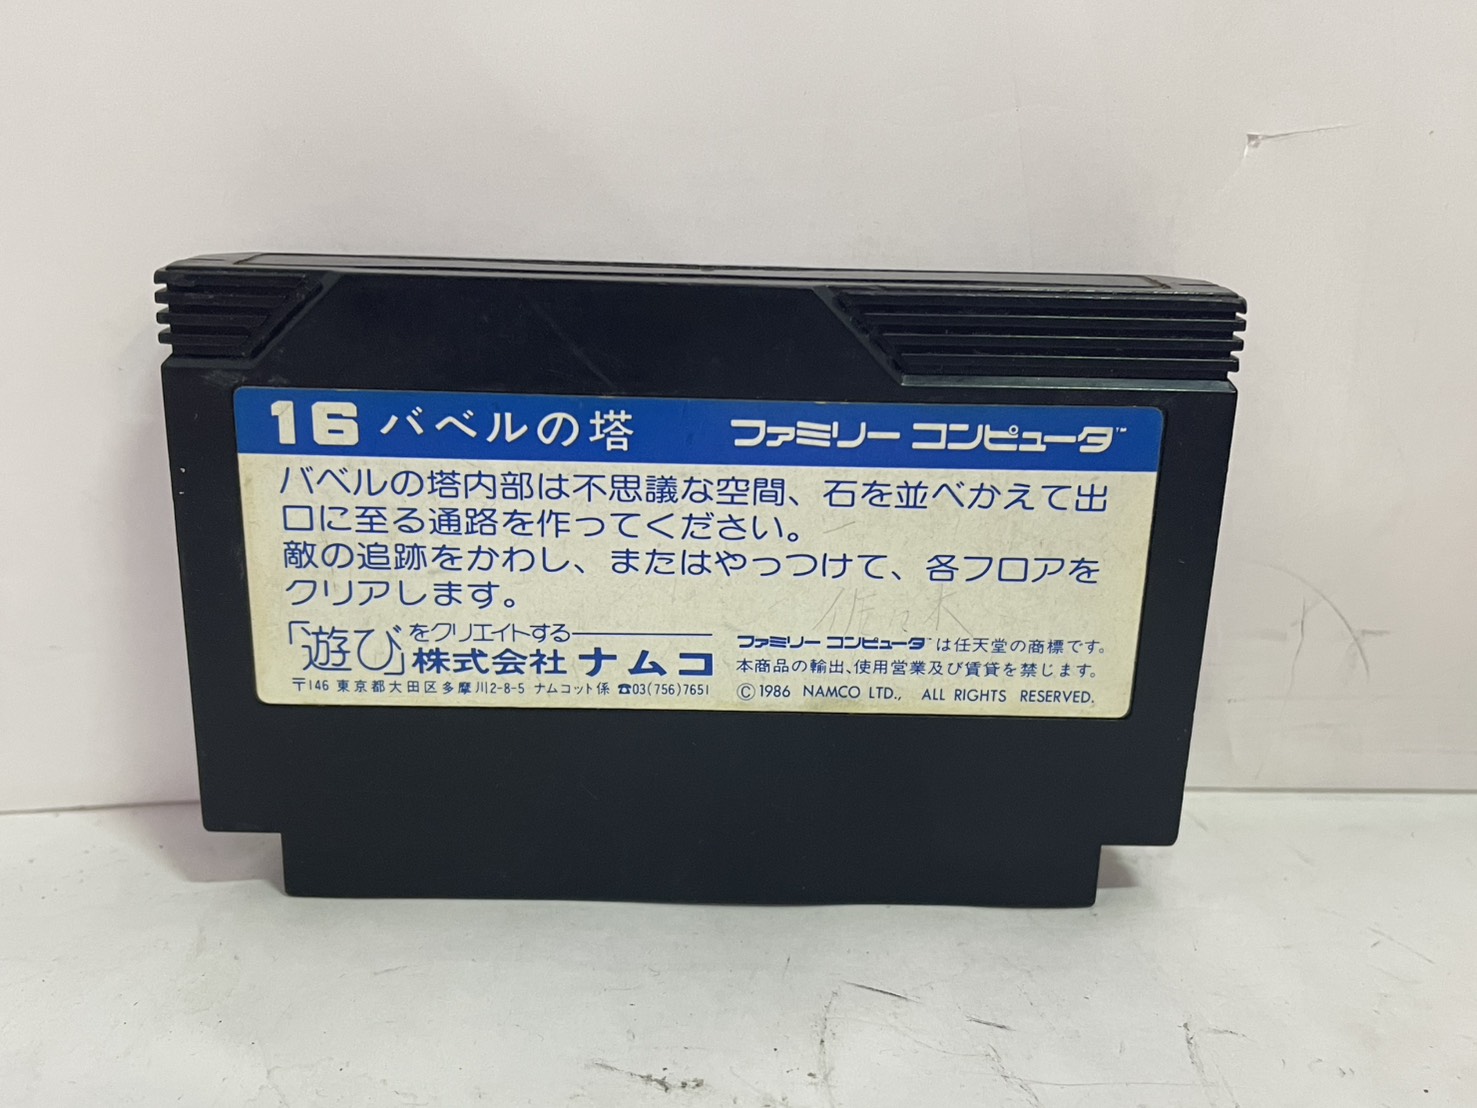 16 バベルの塔 ファミリー コンピュータ™
バベルの塔内部は不思議な空間、石を並べかえて出
口に至る通路を作ってください。
敵の追跡をかわし、またはやっつけて、各フロアを
クリアします。
佐々木
「遊び」をクリエイトする
株式会社 ナムコ
〒146 東京都大田区多摩川2-8-5 ナムコット係 ☎03(756)7651
ファミリー コンピュータ™は任天堂の商標です。
本商品の輸出、使用営業及び賃貸を禁じます。
Ⓒ1986 NAMCO LTD., ALL RIGHTS RESERVED.